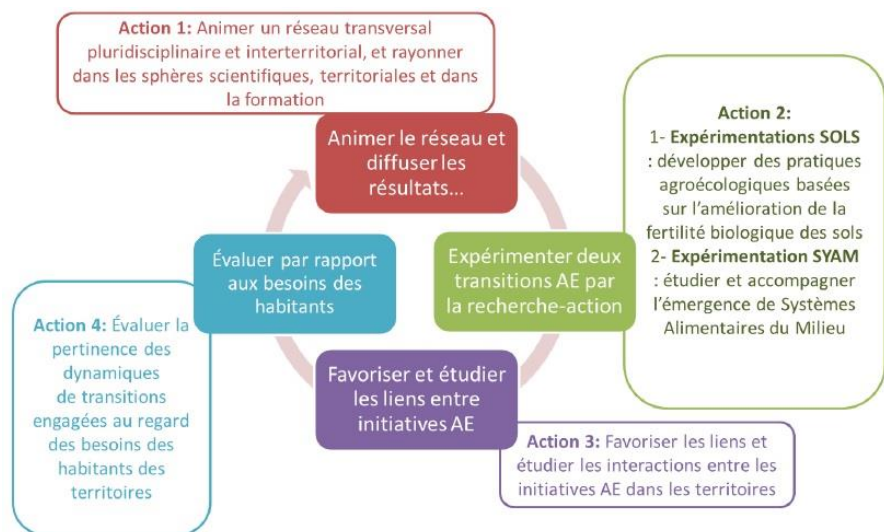 Action 1: Animer un réseau transversal
pluridisciplinaire et interterritorial, et rayonner
dans les sphères scientifiques, territoriales et dans
la formation
Animer le réseau et
diffuser les
résultats...
Action 2:
1- Expérimentations SOLS
: développer des pratiques
agroécologiques basées
sur l’amélioration de la
fertilité biologique des sols
2- Expérimentation SYAM
: étudier et accompagner
l’émergence de Systèmes
Alimentaires du Milieu
Expérimenter deux
transitions AE par
la recherche-action
Évaluer par rapport
aux besoins des
habitants
Favoriser et étudier
les liens entre
initiatives AE
Action 3: Favoriser les liens et
étudier les interactions entre les
initiatives AE dans les territoires
Action 4: Évaluer la
pertinence des
dynamiques
de transitions
engagées au regard
des besoins des
habitants des
territoires